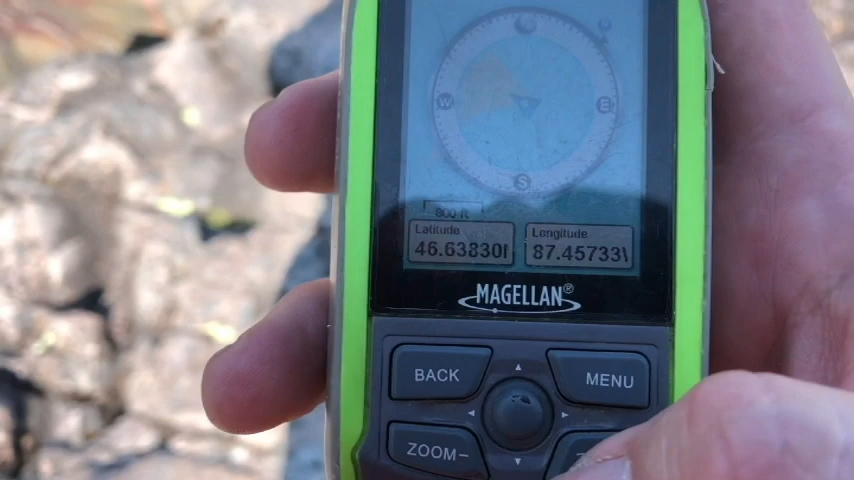 W
E
S
800 ft
Latitude
46.63830
Longitude
87.45733
MAGELLAN®
BACK
MENU
ZOOM−